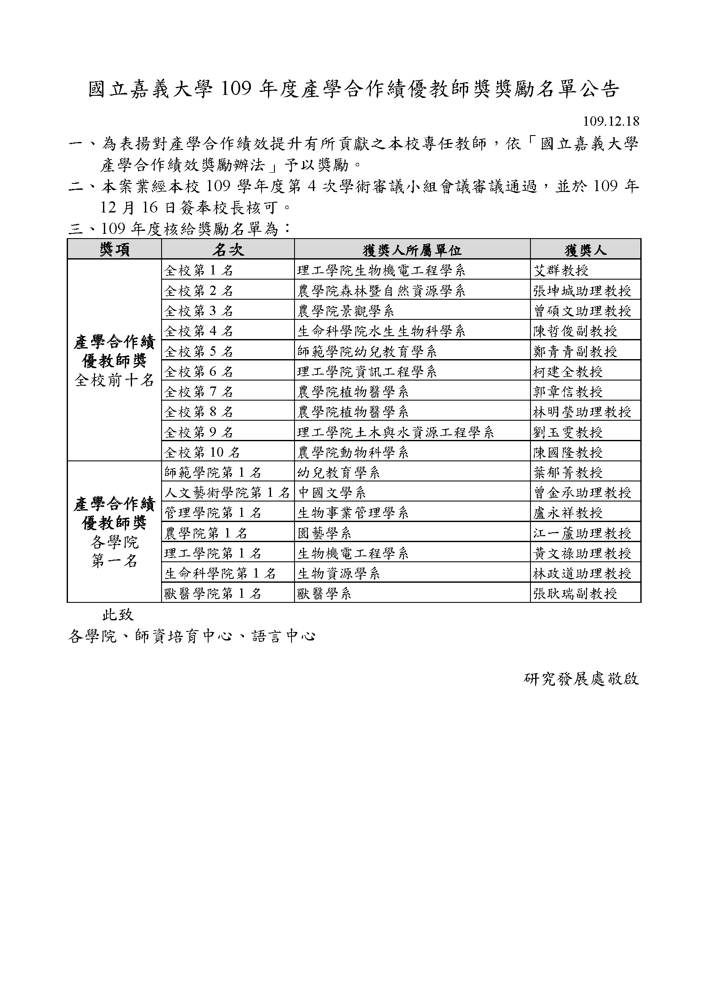 國立嘉義大學 109 年度產學合作績優教師獎獎勵名單公告
109.12.18
一、為表揚對產學合作績效提升有所貢獻之本校專任教師，依「國立嘉義大學
產學合作績效獎勵辦法」予以獎勵。
二、本案業經本校 109 學年度第 4 次學術審議小組會議審議通過，並於 109 年
12 月 16 日簽奉校長核可。
三、109 年度核給獎勵名單為：
獎項 名次 獲獎人所屬單位 獲獎人
產學合作績
優教師獎
全校前十名
全校第 1 名 理工學院生物機電工程學系 艾群教授
全校第 2 名 農學院森林暨自然資源學系 張坤城助理教授
全校第 3 名 農學院景觀學系 曾碩文助理教授
全校第 4 名 生命科學院水生生物科學系 陳哲俊副教授
全校第 5 名 師範學院幼兒教育學系 鄭青青副教授
全校第 6 名 理工學院資訊工程學系 柯建全教授
全校第 7 名 農學院植物醫學系 郭章信教授
全校第 8 名 農學院植物醫學系 林明瑩助理教授
全校第 9 名 理工學院土木與水資源工程學系 劉玉雯教授
全校第 10 名 農學院動物科學系 陳國隆教授
產學合作績
優教師獎
各學院
第一名
師範學院第 1 名 幼兒教育學系 葉郁菁教授
人文藝術學院第 1 名 中國文學系 曾金承助理教授
管理學院第 1 名 生物事業管理學系 盧永祥教授
農學院第 1 名 園藝學系 江一蘆助理教授
理工學院第 1 名 生物機電工程學系 黃文祿助理教授
生命科學院第 1 名 生物資源學系 林政道助理教授
獸醫學院第 1 名 獸醫學系 張耿瑞副教授
此致
各學院、師資培育中心、語言中心
研究發展處敬啟